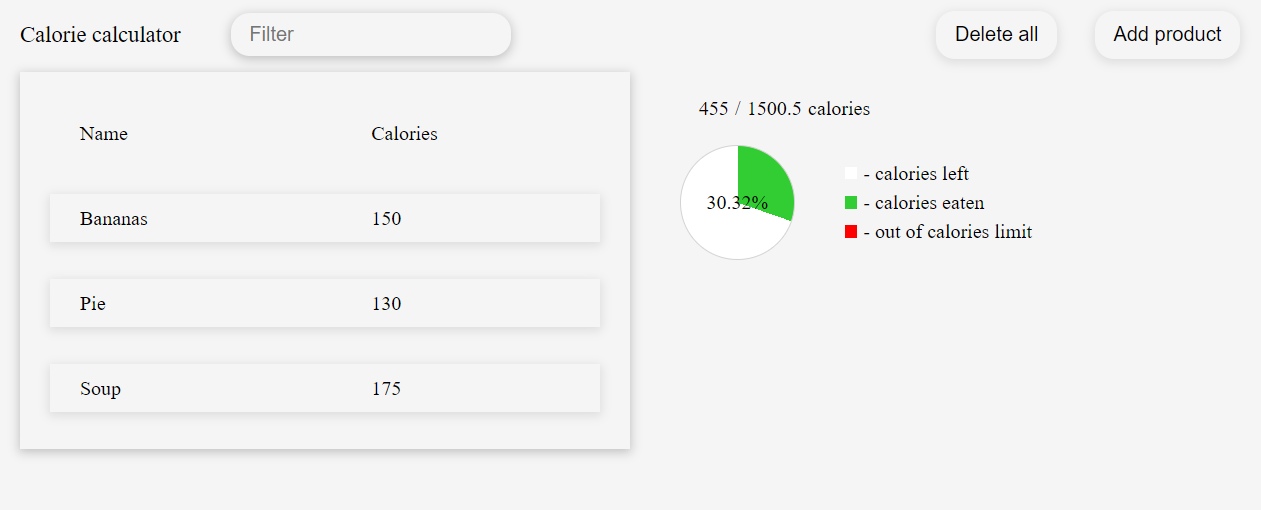 Calorie calculator Filter Delete all Add product
Name Calories
Bananas 150
Pie 130
Soup 175
455 / 1500.5 calories
30.32%
- calories left
- calories eaten
- out of calories limit